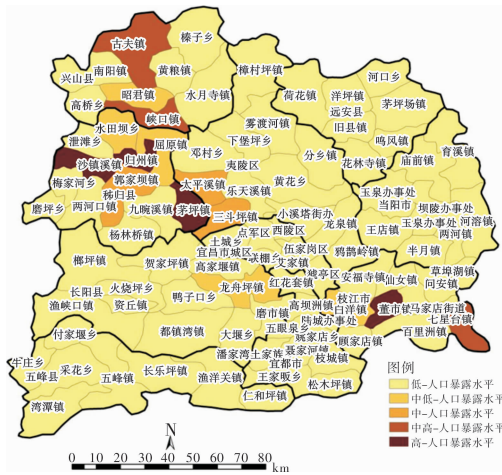 古夫镇
榛子乡
兴山县
南阳镇
黄粮镇
樟村坪镇
河口乡
昭君镇
水月寺镇
荷花镇
洋坪镇
高桥乡
远安县
茅坪场镇
峡口镇
旧县镇
水田坝乡
雾渡河镇
鸣凤镇
泄滩乡
屈原镇
下堡坪乡
育溪镇
邓村乡
分乡镇
花林寺镇
庙前镇
沙镇溪镇
归州镇
夷陵区
梅家河乡
郭家坝镇
太平溪镇
黄花乡
玉泉办事处
乐天溪镇
当阳市
磨坪乡
两河口镇
秭归县
坝陵办事处
九畹溪镇
茅坪镇
小溪塔街办
玉泉办事处
河溶镇
三斗坪镇
龙泉镇
王店镇
两河镇
杨林桥镇
点军区
西陵区
土城乡
伍家岗区
鸦鹊岭镇
半月镇
宜昌市城区
榔坪镇
贺家坪镇
高家堰镇
联棚乡
艾家镇
草埠湖镇
猇亭区
安福寺镇
仙女镇
问安镇
长阳县
火烧坪乡
龙舟坪镇
红花套镇
渔峡口镇
资丘镇
鸭子口乡
高坝洲镇
枝江市
白洋镇
董市镇
马家店街道
磨市镇
陆城办事处
七星台镇
都镇湾镇
五眼泉乡
百里洲镇
付家堰乡
大堰乡
姚家店乡
顾家店镇
潘家湾土家族
聂家河镇
牛庄乡
采花乡
长乐坪镇
宜都市
枝城镇
五峰县
五峰镇
渔洋关镇
王家畈乡
松木坪镇
湾潭镇
仁和坪镇
图例
低-人口暴露水平
中低-人口暴露水平
中-人口暴露水平
中高-人口暴露水平
高-人口暴露水平
N
0 10 20 30 40 50 60 70 80
km